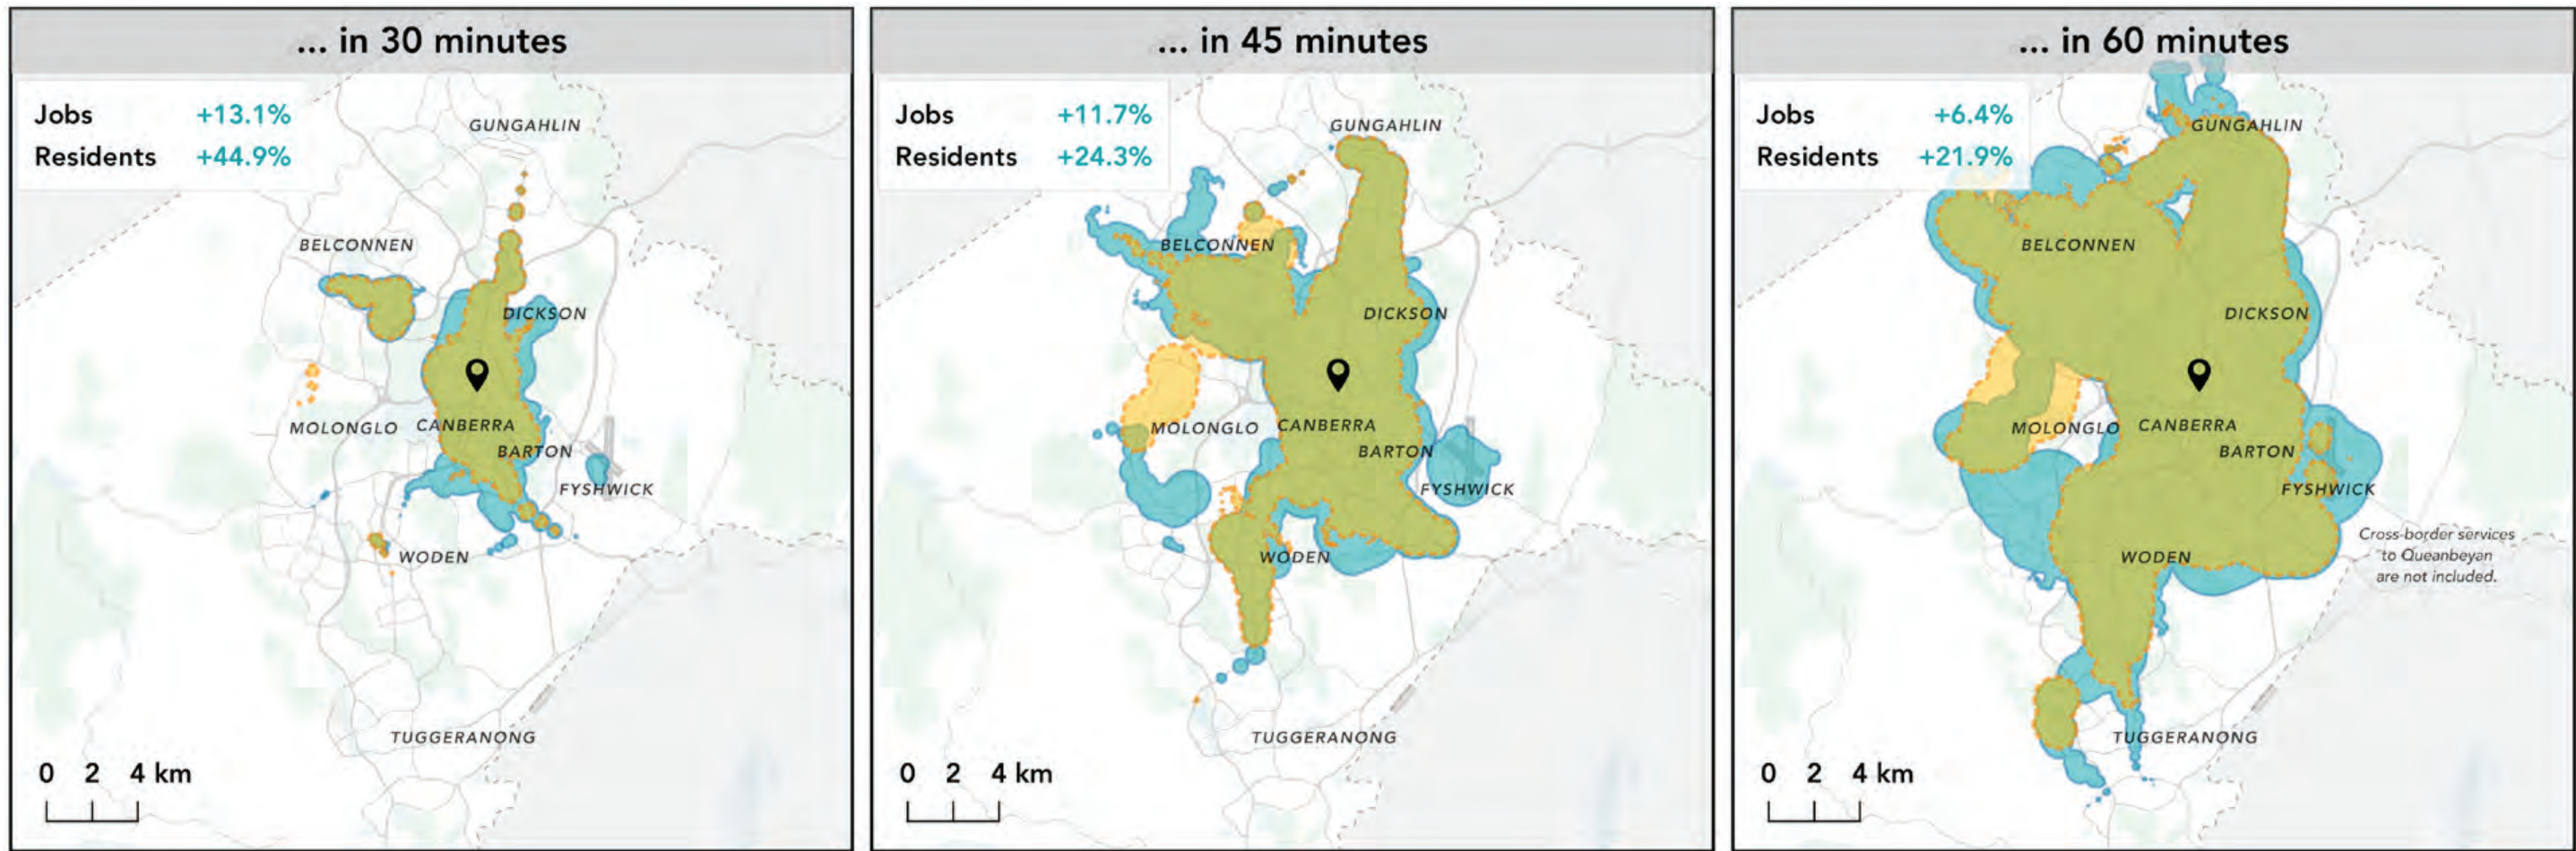 ... in 30 minutes
Jobs +13.1%
Residents +44.9%
GUNGAHLIN
BELCONNEN
DICKSON
MOLONGLO
CANBERRA
BARTON
FYSHWICK
WODEN
TUGGERANONG
0 2 4 km
... in 45 minutes
Jobs +11.7%
Residents +24.3%
GUNGAHLIN
BELCONNEN
DICKSON
MOLONGLO
CANBERRA
BARTON
FYSHWICK
WODEN
TUGGERANONG
0 2 4 km
... in 60 minutes
Jobs +6.4%
Residents +21.9%
GUNGAHLIN
BELCONNEN
DICKSON
MOLONGLO
CANBERRA
BARTON
FYSHWICK
Cross-border services
to Queanbeyan
are not included.
WODEN
TUGGERANONG
0 2 4 km